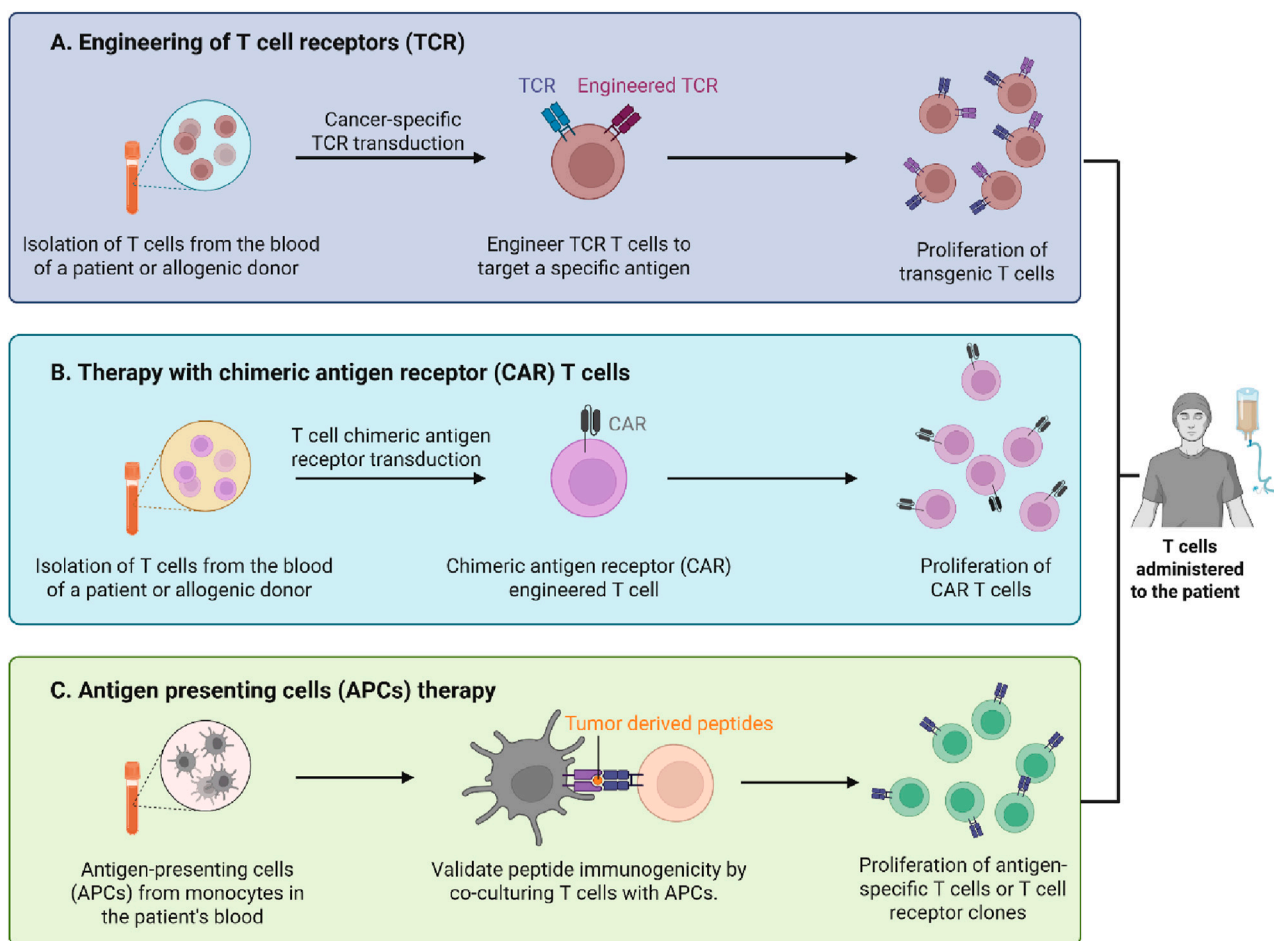 A. Engineering of T cell receptors (TCR)
TCR
Engineered TCR
Cancer-specific
TCR transduction
Isolation of T cells from the blood
of a patient or allogenic donor
Engineer TCR T cells to
target a specific antigen
Proliferation of
transgenic T cells
B. Therapy with chimeric antigen receptor (CAR) T cells
T cell chimeric antigen
receptor transduction
CAR
Isolation of T cells from the blood
of a patient or allogenic donor
Chimeric antigen receptor (CAR)
engineered T cell
Proliferation of
CAR T cells
T cells
administered
to the patient
C. Antigen presenting cells (APCs) therapy
Tumor derived peptides
Antigen-presenting cells
(APCs) from monocytes in
the patient's blood
Validate peptide immunogenicity by
co-culturing T cells with APCs.
Proliferation of antigen-
specific T cells or T cell
receptor clones